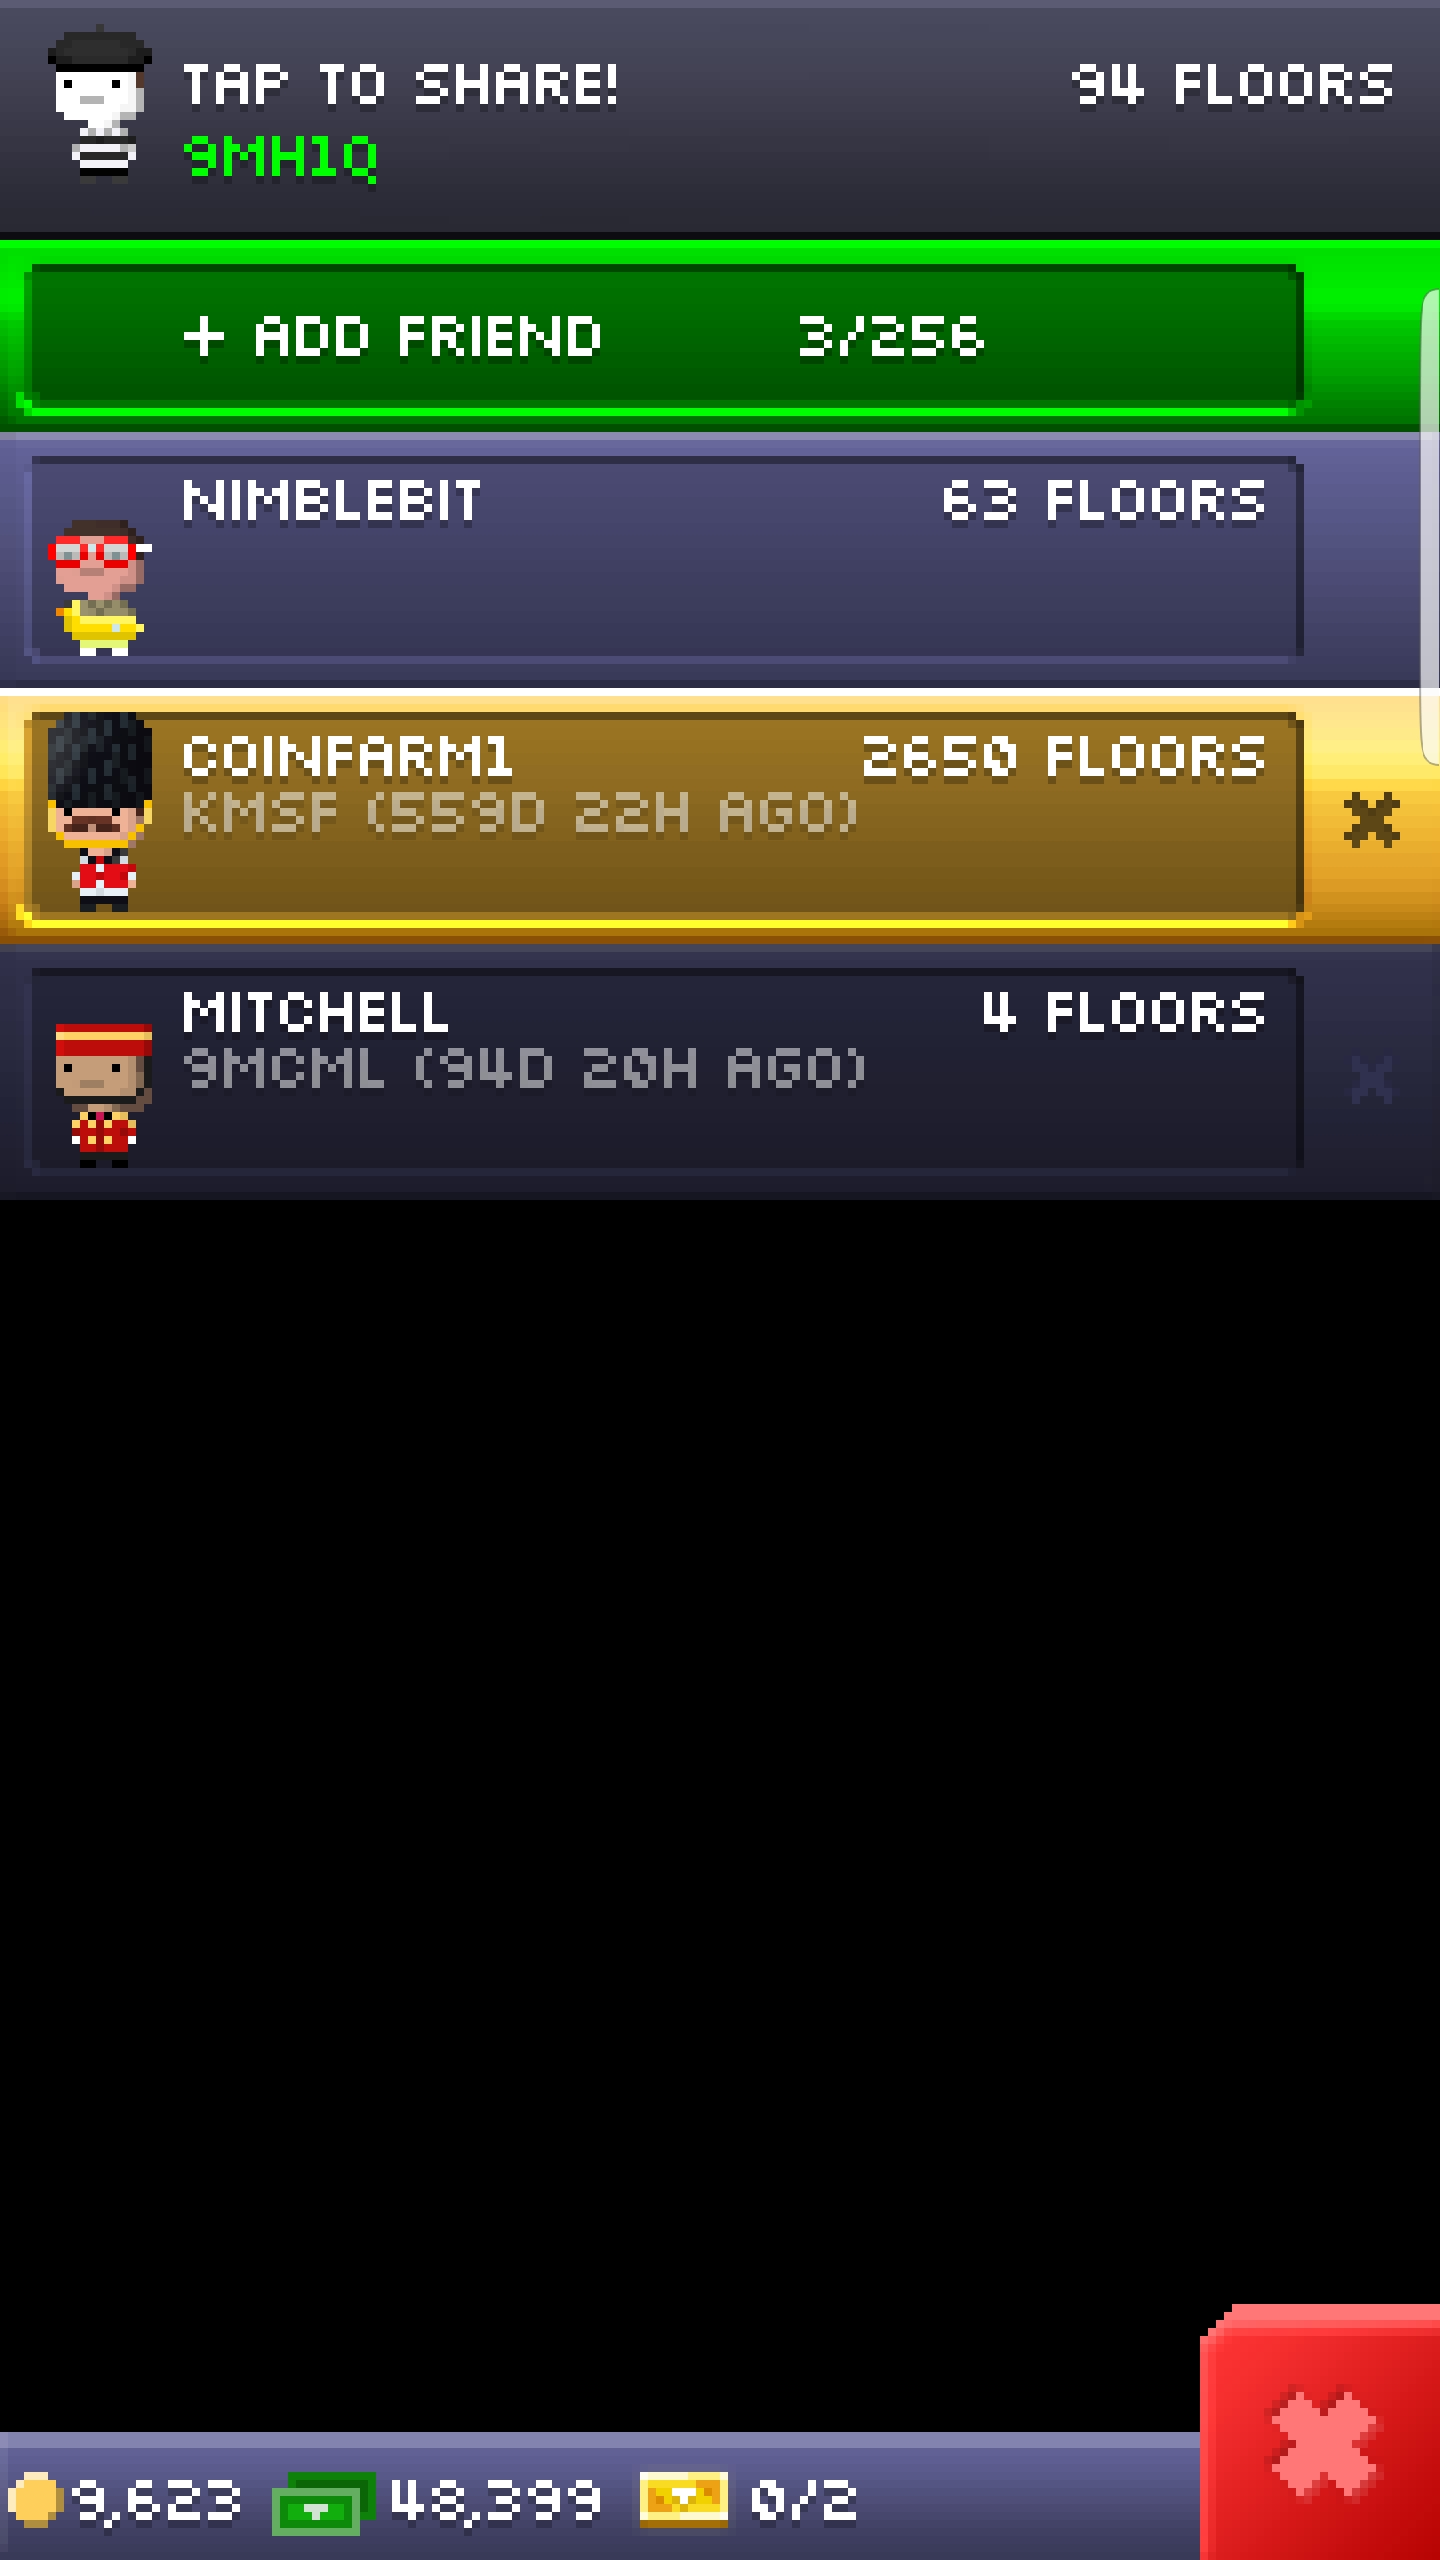 TAP TO SHARE! 94 FLOORS
9MH1Q
+ ADD FRIEND 3/256
NIMBLEBIT 63 FLOORS
COINFARM1 2650 FLOORS
KMSF (559D 22H AGO)
MITCHELL 4 FLOORS
9MCML (94D 20H AGO)
9,623 48,399 0/2